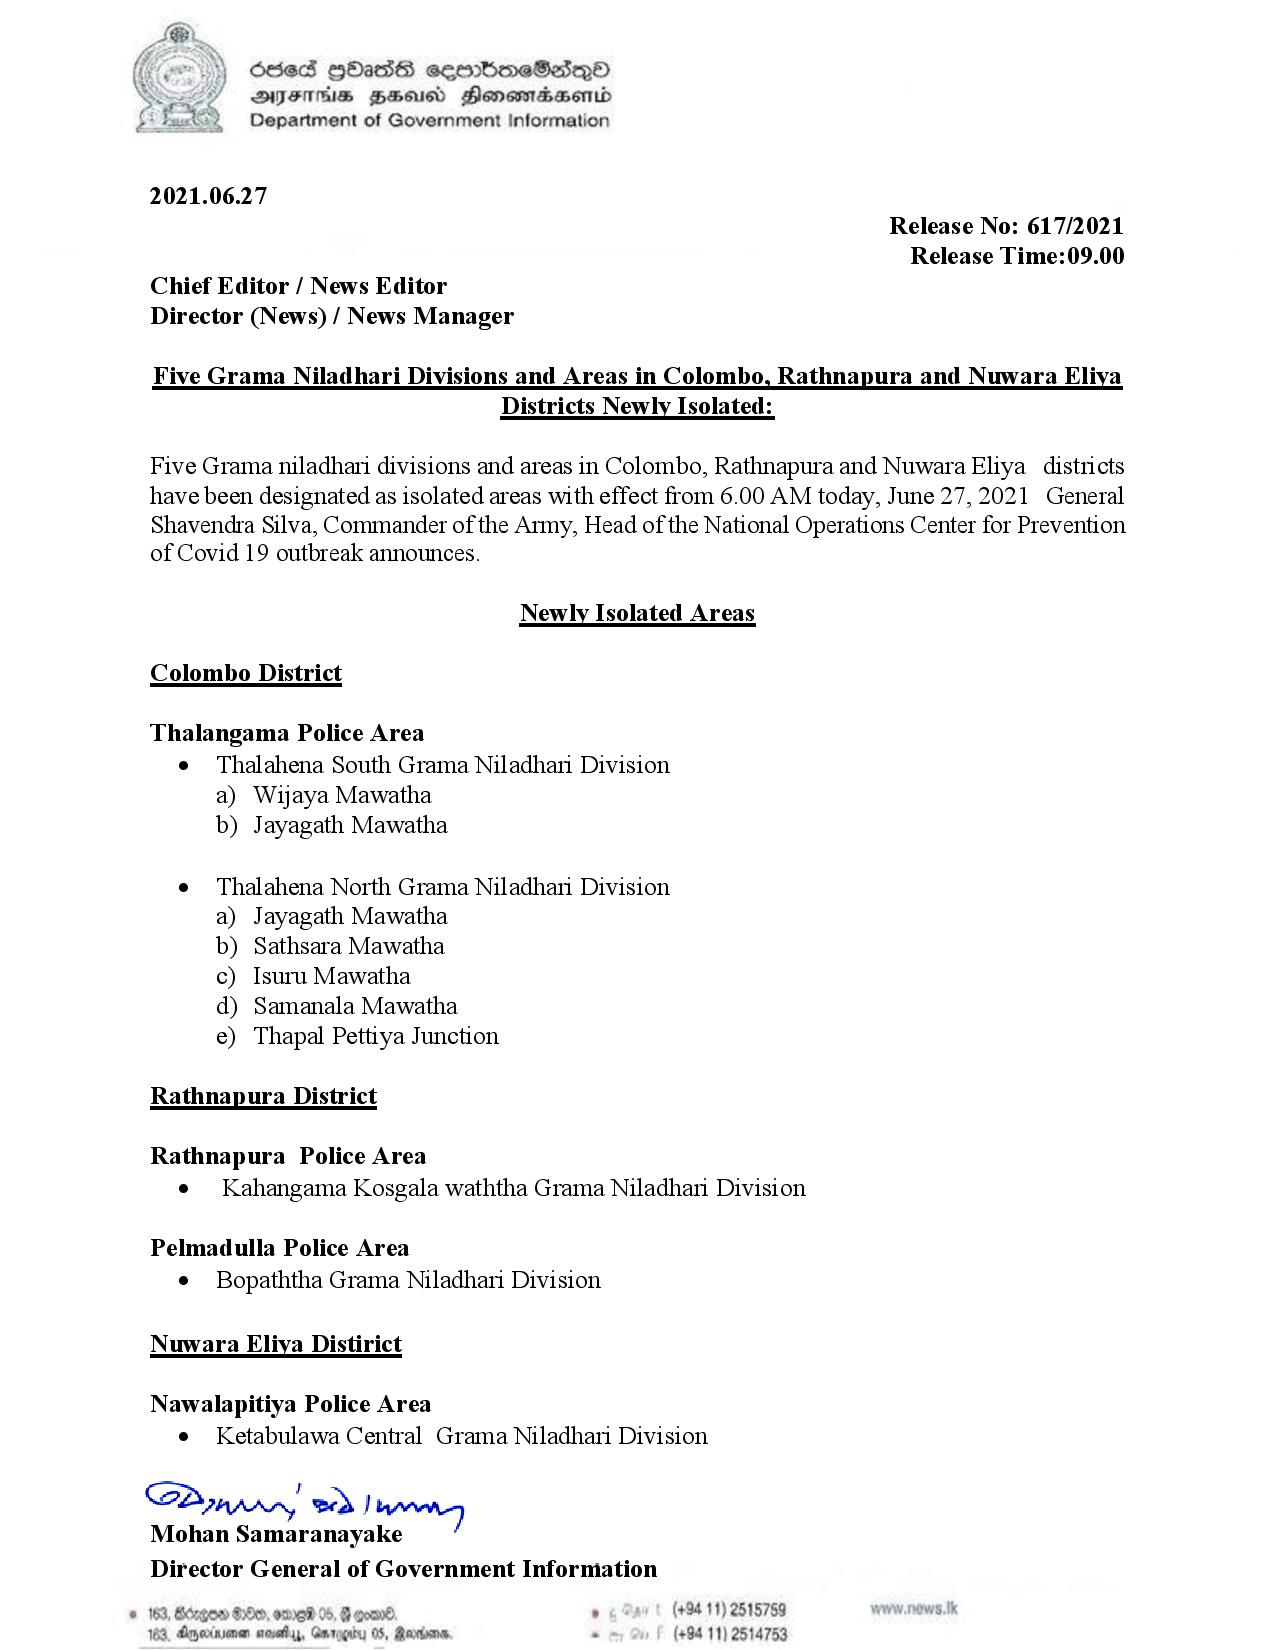 රජයේ ප්‍රවෘත්ති දෙපාර්තමේන්තුව
அரசாங்க தகவல் திணைக்களம்
Department of Government Information
2021.06.27
Release No: 617/2021
Release Time:09.00
Chief Editor / News Editor
Director (News) / News Manager
Five Grama Niladhari Divisions and Areas in Colombo, Rathnapura and Nuwara Eliya
Districts Newly Isolated:
Five Grama niladhari divisions and areas in Colombo, Rathnapura and Nuwara Eliya districts
have been designated as isolated areas with effect from 6.00 AM today, June 27, 2021 General
Shavendra Silva, Commander of the Army, Head of the National Operations Center for Prevention
of Covid 19 outbreak announces.
Newly Isolated Areas
Colombo District
Thalangama Police Area
• Thalahena South Grama Niladhari Division
a) Wijaya Mawatha
b) Jayagath Mawatha
• Thalahena North Grama Niladhari Division
a) Jayagath Mawatha
b) Sathsara Mawatha
c) Isuru Mawatha
d) Samanala Mawatha
e) Thapal Pettiya Junction
Rathnapura District
Rathnapura Police Area
• Kahangama Kosgala waththa Grama Niladhari Division
Pelmadulla Police Area
• Bopaththa Grama Niladhari Division
Nuwara Eliya Distirict
Nawalapitiya Police Area
• Ketabulawa Central Grama Niladhari Division
Mohan Samaranayake
Director General of Government Information
163, කිරුලපන මාවත, කොළඹ 05, ශ්‍රී ලංකාව. (+94 11) 2515759 www.news.lk
163, கிருலப்பனை எவனியூ, கொழும்பு 05, இலங்கை. (+94 11) 2514753